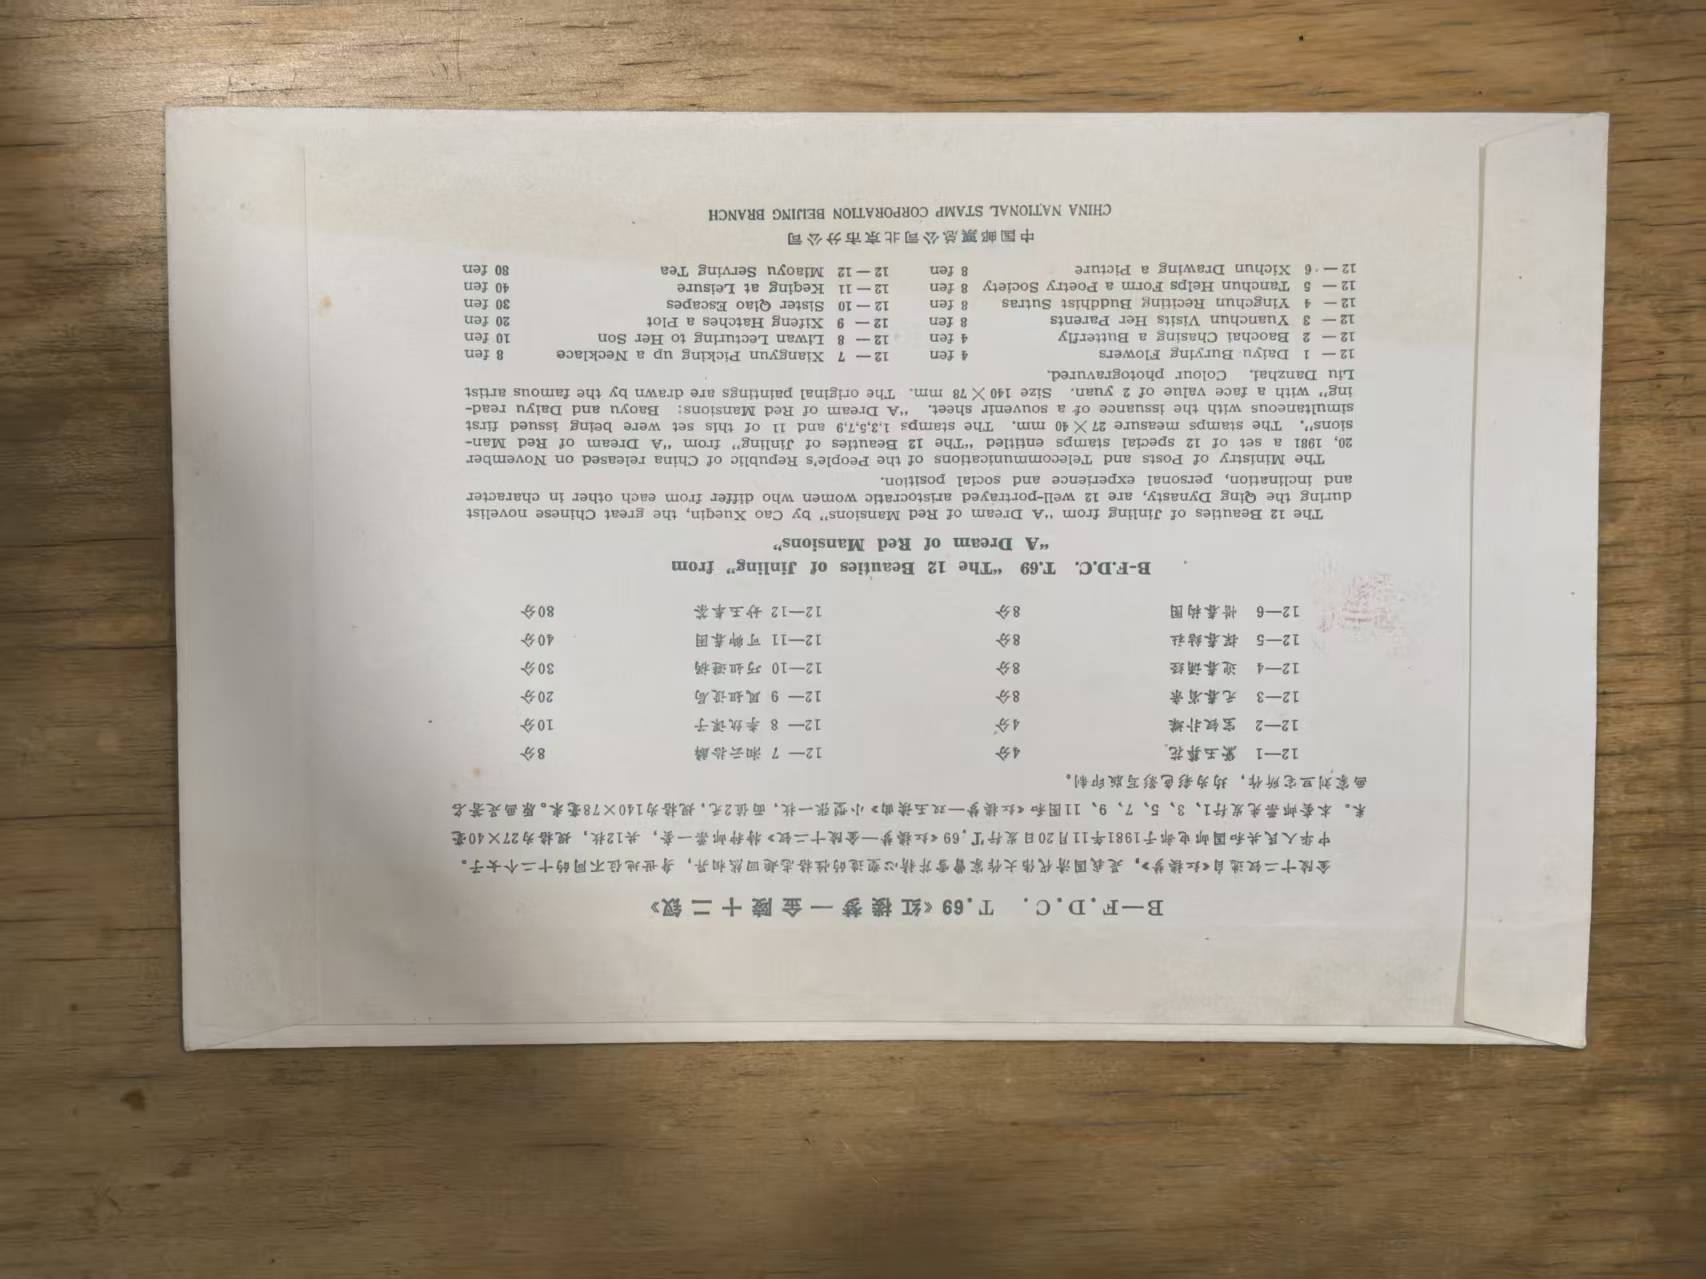 B—F.D.C. T.69《红楼梦—金陵十二钗》
金陵十二钗选自《红楼梦》,是我国清代伟大作家曹雪芹精心塑造的性格志趣迥然相异,身世地位不同的十二个女子。
中华人民共和国邮电部于1981年11月20日发行T.69《红楼梦—金陵十二钗》特种邮票一套,共12枚,规格为27×40毫
米。本套邮票先发行1、3、5、7、9、11图和《红楼梦—双玉读曲》小型张一枚,面值2元,规格为140×78毫米。原画是著名
画家刘旦宅所作,均为彩色影写版印制。
12—1 黛玉葬花 4分 12—7 湘云拾麟 8分
12—2 宝钗扑蝶 4分 12—8 李纨课子 10分
12—3 元春省亲 8分 12—9 凤姐设局 20分
12—4 迎春诵经 8分 12—10 巧姐避祸 30分
12—5 探春结社 8分 12—11 可卿春困 40分
12—6 惜春构图 8分 12—12 妙玉奉茶 80分
B-F.D.C. T.69 "The 12 Beauties of Jinling" from
"A Dream of Red Mansions"
The 12 Beauties of Jinling from "A Dream of Red Mansions" by Cao Xueqin, the great Chinese novelist
during the Qing Dynasty, are 12 well-portrayed aristocratic women who differ from each other in character
and inclination, personal experience and social position.
The Ministry of Posts and Telecommunications of the People's Republic of China released on November
20, 1981 a set of 12 special stamps entitled "The 12 Beauties of Jinling" from "A Dream of Red Man-
sions". The stamps measure 27×40 mm. The stamps 1,3,5,7,9 and 11 of this set were being issued first
simultaneous with the issuance of a souvenir sheet. "A Dream of Red Mansions: Baoyu and Daiyu read-
ing" with a face value of 2 yuan. Size 140×78 mm. The original paintings are drawn by the famous artist
Liu Danzhai. Colour photogravured.
12—1 Daiyu Burying Flowers 4 fen 12—7 Xiangyun Picking up a Necklace 8 fen
12—2 Baochai Chasing a Butterfly 4 fen 12—8 Liwan Lecturing to Her Son 10 fen
12—3 Yuanchun Visits Her Parents 8 fen 12—9 Xifeng Hatches a Plot 20 fen
12—4 Yingchun Reciting Buddhist Sutras 8 fen 12—10 Sister Qiao Escapes 30 fen
12—5 Tanchun Helps Form a Poetry Society 8 fen 12—11 Keqing at Leisure 40 fen
12—6 Xichun Drawing a Picture 8 fen 12—12 Miaoyu Serving Tea 80 fen
中国邮票总公司北京市分公司
CHINA NATIONAL STAMP CORPORATION BEIJING BRANCH